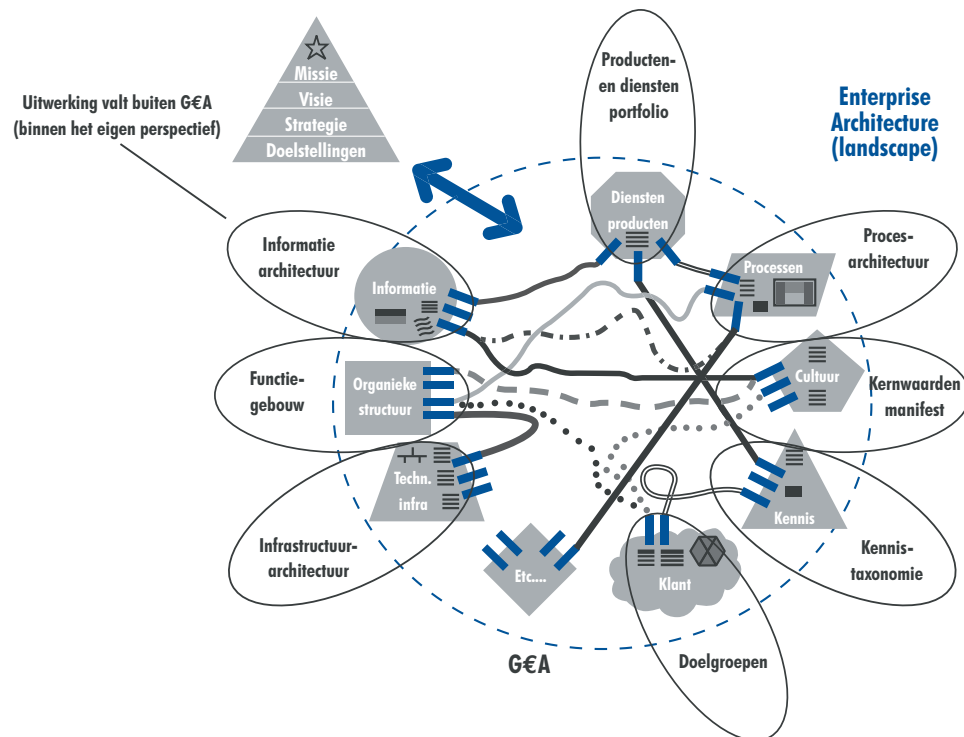 Missie
Visie
Strategie
Doelstellingen
Uitwerking valt buiten G€A
(binnen het eigen perspectief)
Producten-
en diensten
portfolio
Enterprise
Architecture
(landscape)
Diensten
producten
Informatie
architectuur
Informatie
Processen
Proces-
architectuur
Functie-
gebouw
Organieke
structuur
Cultuur
Kernwaarden
manifest
Techn.
infra
Infrastructuur-
architectuur
Kennis
Kennis-
taxonomie
Etc....
Klant
Doelgroepen
G€A